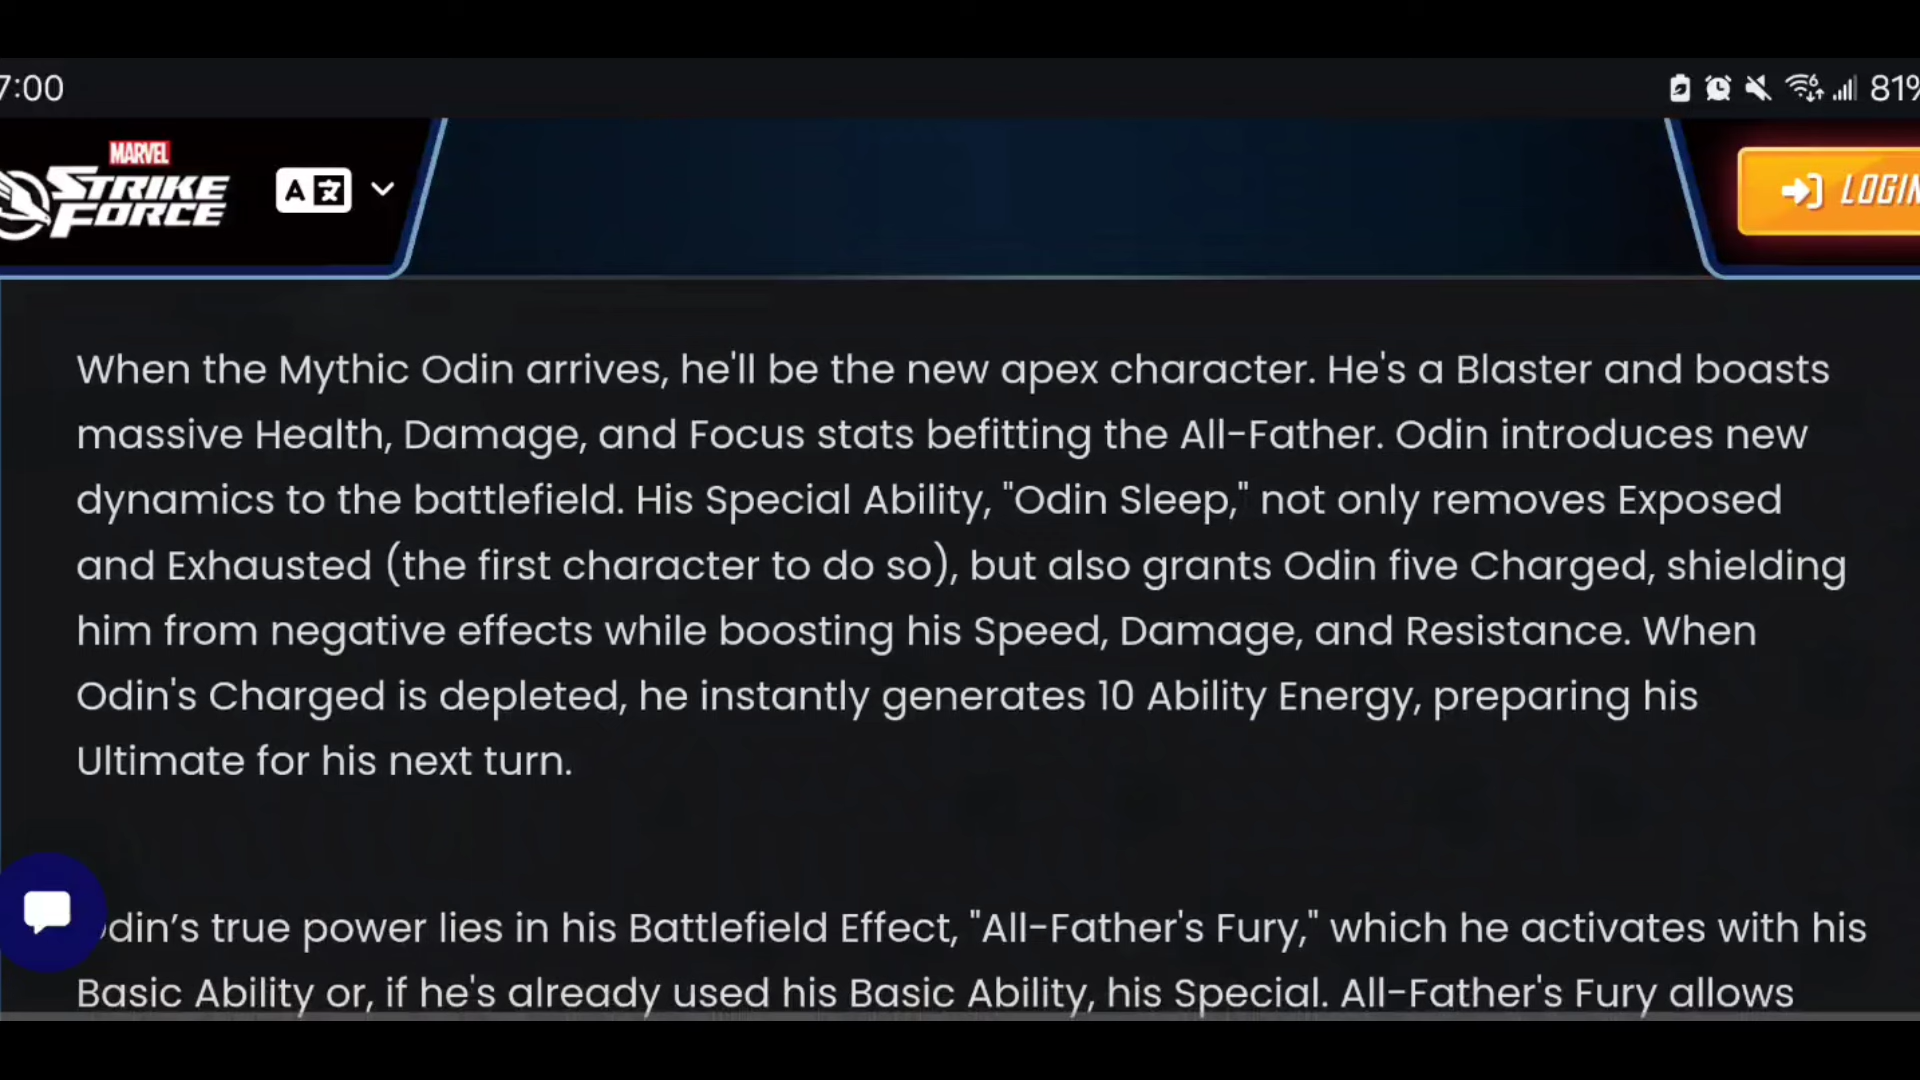 7:00
81%
MARVEL
STRIKE
FORCE
A文
LOGIN
When the Mythic Odin arrives, he'll be the new apex character. He's a Blaster and boasts
massive Health, Damage, and Focus stats befitting the All-Father. Odin introduces new
dynamics to the battlefield. His Special Ability, "Odin Sleep," not only removes Exposed
and Exhausted (the first character to do so), but also grants Odin five Charged, shielding
him from negative effects while boosting his Speed, Damage, and Resistance. When
Odin's Charged is depleted, he instantly generates 10 Ability Energy, preparing his
Ultimate for his next turn.
din’s true power lies in his Battlefield Effect, "All-Father's Fury," which he activates with his
Basic Ability or, if he's already used his Basic Ability, his Special. All-Father's Fury allows